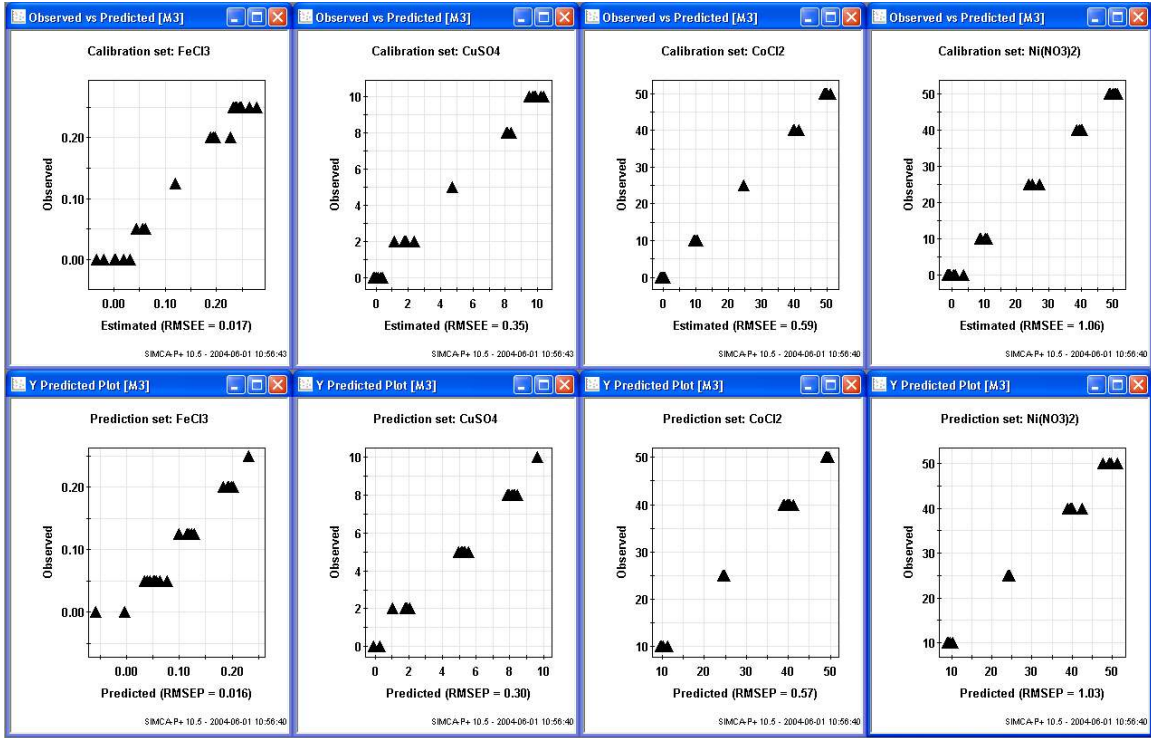 Observed vs Predicted [M3]
Calibration set: FeCl3
0.20
0.10
0.00
Observed
0.00 0.10 0.20
Estimated (RMSEE = 0.017)
SIMCA-P+ 10.5 - 2004-06-01 10:56:43
Observed vs Predicted [M3]
Calibration set: CuSO4
10
8
6
4
2
0
Observed
0 2 4 6 8 10
Estimated (RMSEE = 0.35)
SIMCA-P+ 10.5 - 2004-06-01 10:56:43
Observed vs Predicted [M3]
Calibration set: CoCl2
50
40
30
20
10
0
Observed
0 10 20 30 40 50
Estimated (RMSEE = 0.59)
SIMCA-P+ 10.5 - 2004-06-01 10:56:40
Observed vs Predicted [M3]
Calibration set: Ni(NO3)2
50
40
30
20
10
0
Observed
0 10 20 30 40 50
Estimated (RMSEE = 1.06)
SIMCA-P+ 10.5 - 2004-06-01 10:56:40
Y Predicted Plot [M3]
Prediction set: FeCl3
0.20
0.10
0.00
Observed
0.00 0.10 0.20
Predicted (RMSEP = 0.016)
SIMCA-P+ 10.5 - 2004-06-01 10:56:40
Y Predicted Plot [M3]
Prediction set: CuSO4
10
8
6
4
2
0
Observed
0 2 4 6 8 10
Predicted (RMSEP = 0.30)
SIMCA-P+ 10.5 - 2004-06-01 10:56:40
Y Predicted Plot [M3]
Prediction set: CoCl2
50
40
30
20
10
Observed
10 20 30 40 50
Predicted (RMSEP = 0.57)
SIMCA-P+ 10.5 - 2004-06-01 10:56:40
Y Predicted Plot [M3]
Prediction set: Ni(NO3)2
50
40
30
20
10
Observed
10 20 30 40 50
Predicted (RMSEP = 1.03)
SIMCA-P+ 10.5 - 2004-06-01 10:56:40